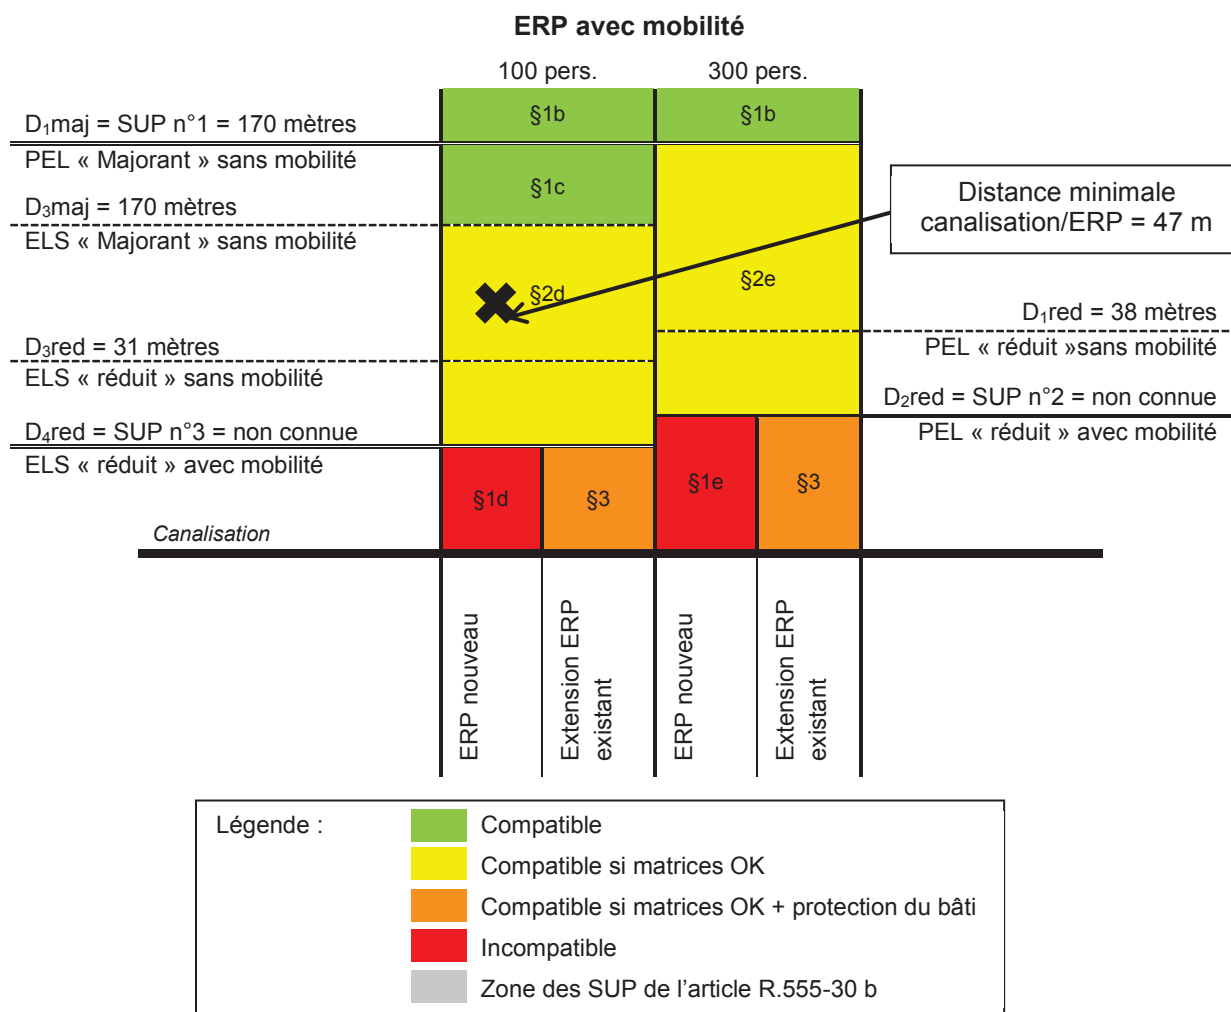 ERP avec mobilité
100 pers.
300 pers.
§1b
§1b
D₁maj = SUP n°1 = 170 mètres
PEL « Majorant » sans mobilité
§1c
D₃maj = 170 mètres
ELS « Majorant » sans mobilité
Distance minimale
canalisation/ERP = 47 m
§2d
§2e
D₁red = 38 mètres
PEL « réduit »sans mobilité
D₃red = 31 mètres
ELS « réduit » sans mobilité
D₂red = SUP n°2 = non connue
PEL « réduit » avec mobilité
D₄red = SUP n°3 = non connue
ELS « réduit » avec mobilité
§1d
§3
§1e
§3
Canalisation
ERP nouveau
Extension ERP
existant
ERP nouveau
Extension ERP
existant
Légende :
Compatible
Compatible si matrices OK
Compatible si matrices OK + protection du bâti
Incompatible
Zone des SUP de l’article R.555-30 b